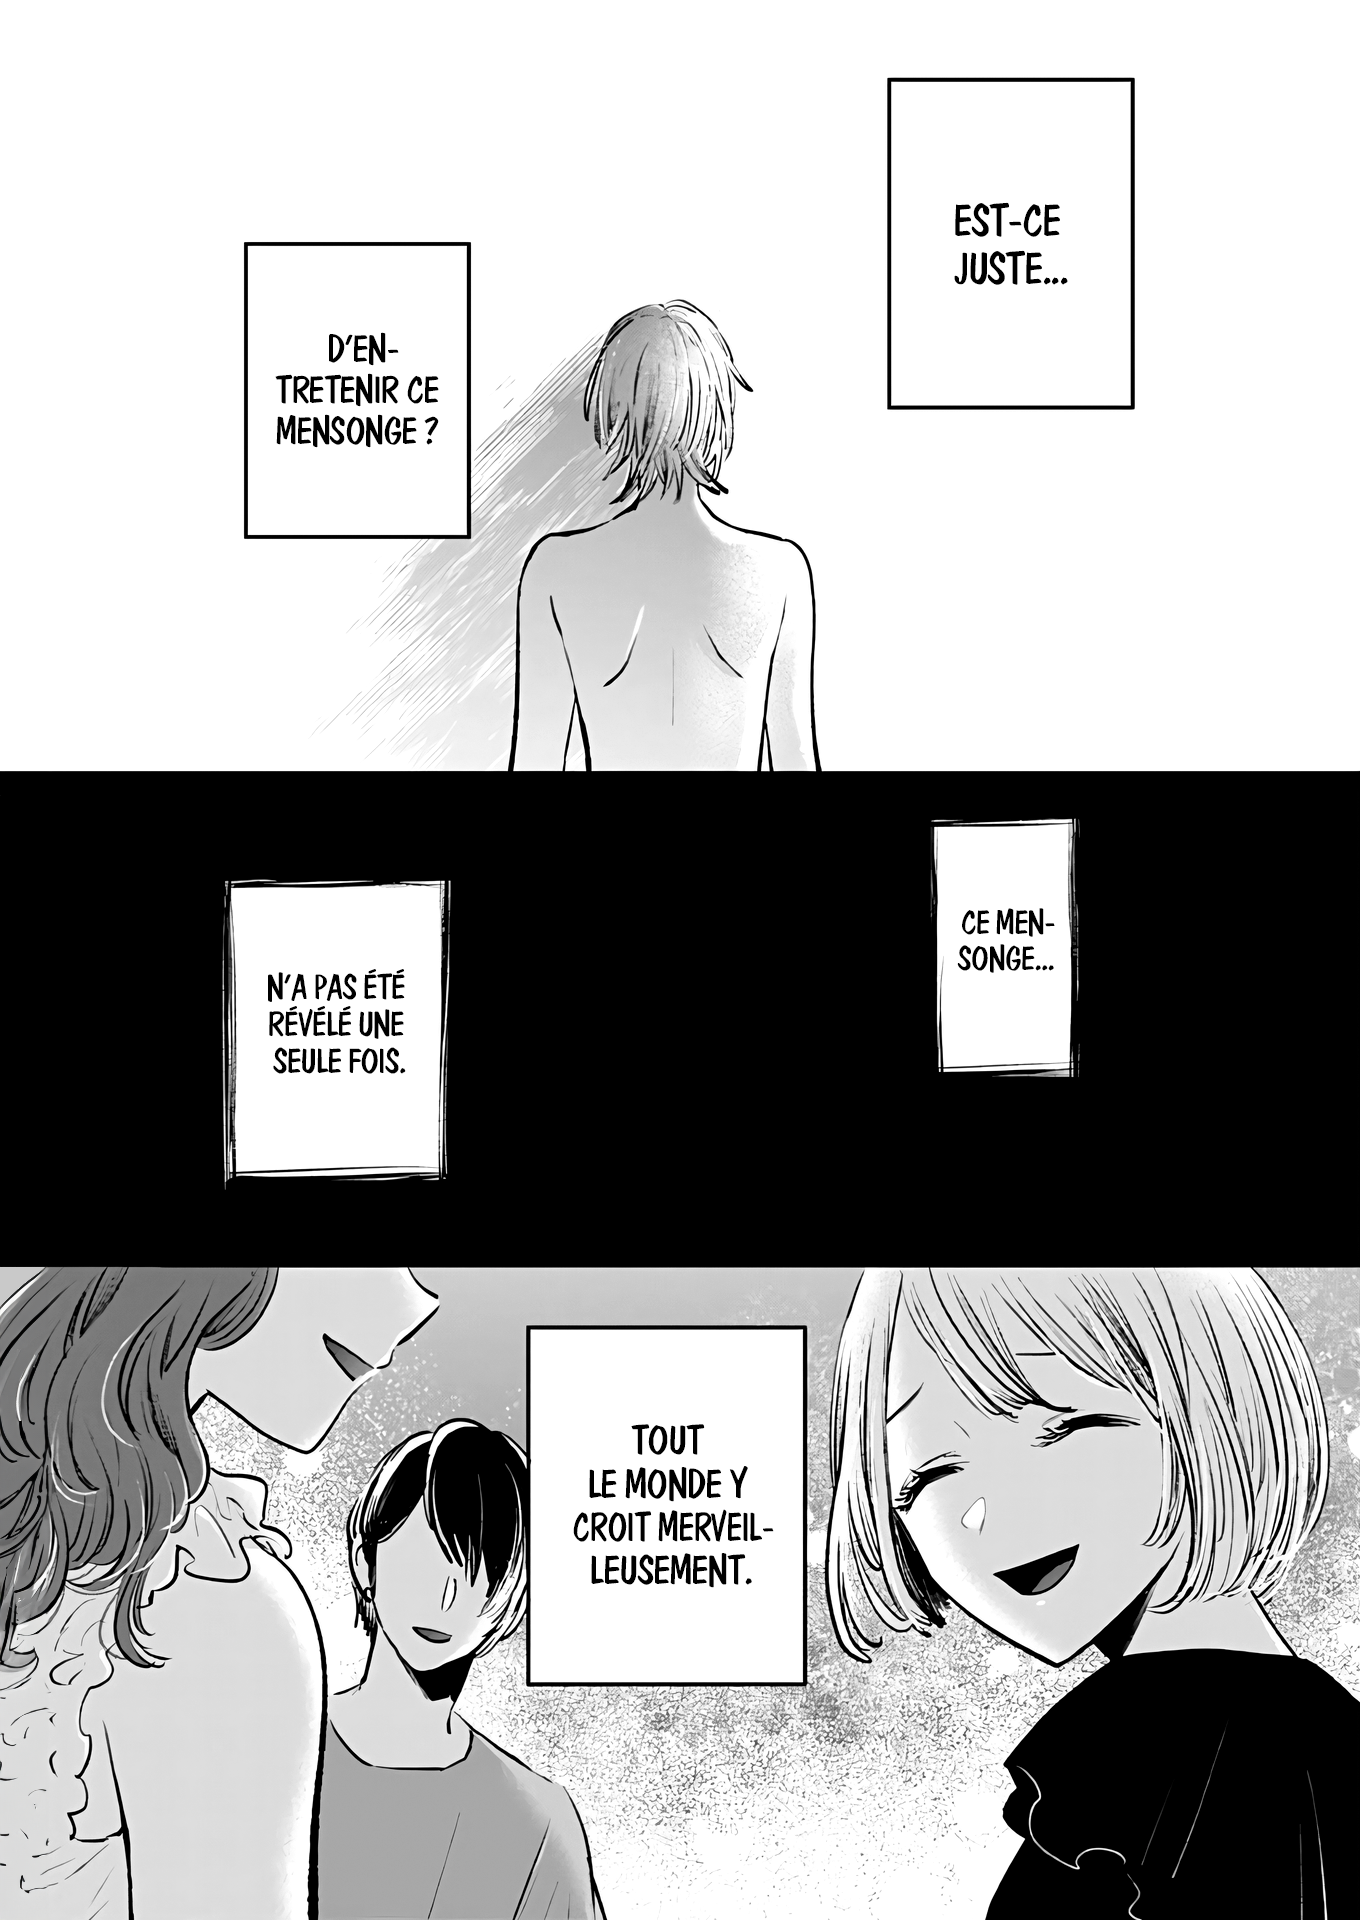 EST-CE
JUSTE...
D'EN-
TRETENIR CE
MENSONGE ?
CE MEN-
SONGE...
N'A PAS ÉTÉ
RÉVÉLÉ UNE
SEULE FOIS.
TOUT
LE MONDE Y
CROIT MERVEIL-
LEUSEMENT.